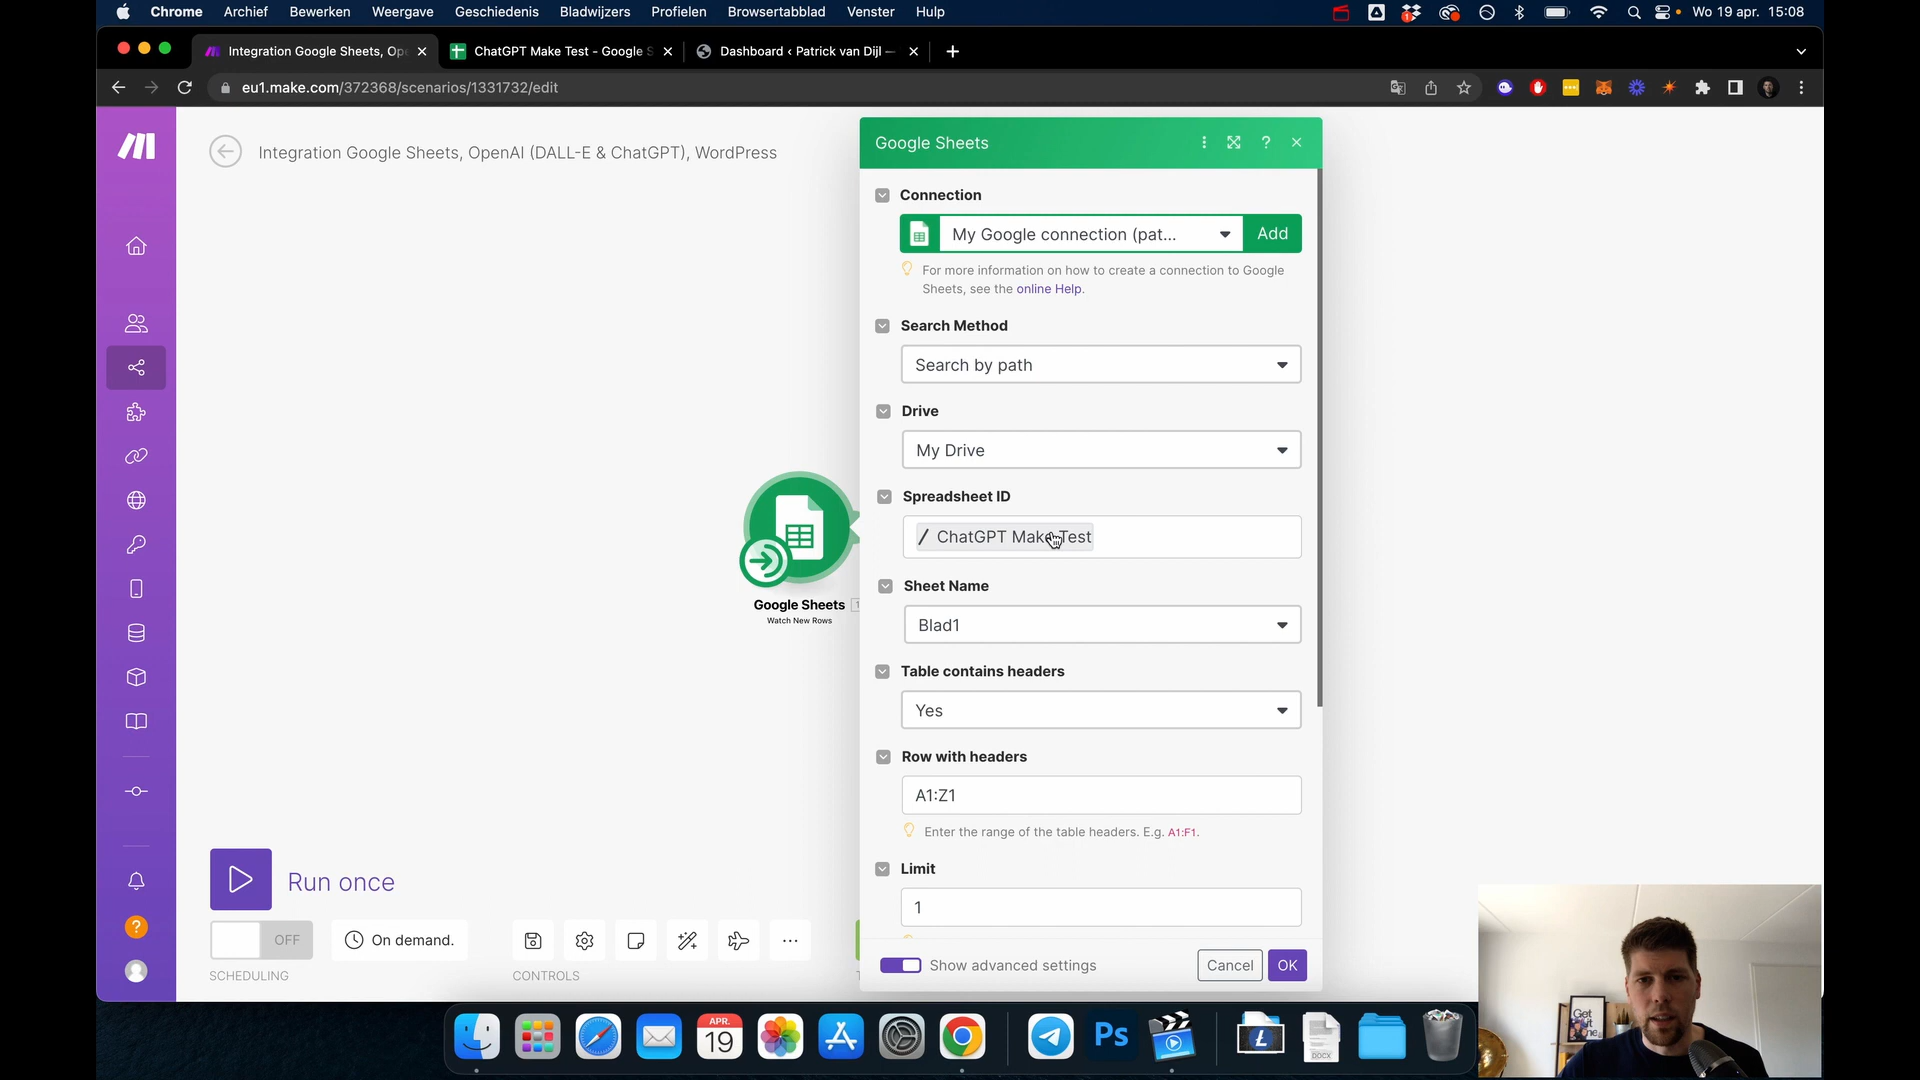 Chrome Archief Bewerken Weergave Geschiedenis Bladwijzers Profielen Browsertabblad Venster Hulp
Wo 19 apr. 15:08
Integration Google Sheets, Op
ChatGPT Make Test - Google S
Dashboard ‹ Patrick van Dijl —
eu1.make.com/372368/scenarios/1331732/edit
Integration Google Sheets, OpenAI (DALL-E & ChatGPT), WordPress
Google Sheets
Connection
My Google connection (pat...
Add
For more information on how to create a connection to Google
Sheets, see the online Help.
Search Method
Search by path
Drive
My Drive
Spreadsheet ID
/ ChatGPT Make Test
Sheet Name
Blad1
Table contains headers
Yes
Row with headers
A1:Z1
Enter the range of the table headers. E.g. A1:F1.
Limit
1
Show advanced settings
Cancel
OK
Google Sheets
Watch New Rows
Run once
OFF
On demand.
SCHEDULING
CONTROLS
APR.
19
Ps
DOCX
Get